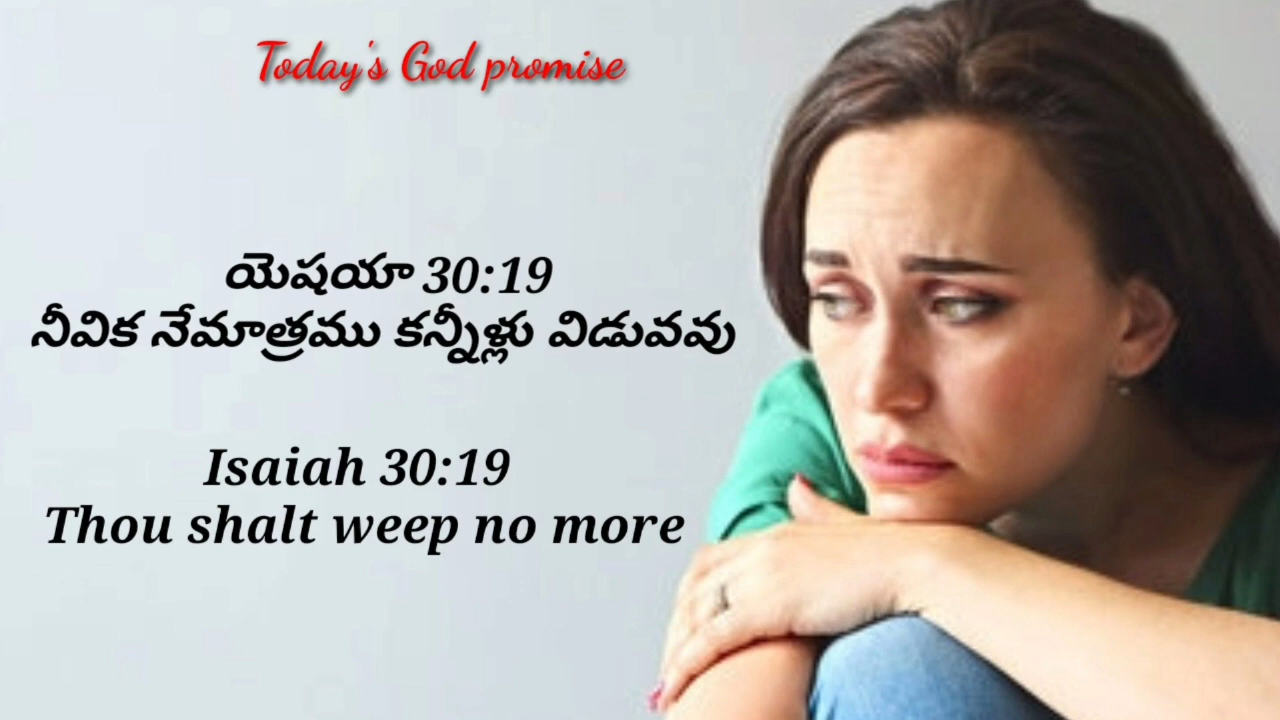 Today's God promise
యెషయా 30:19
నీవిక నేమాత్రము కన్నీళ్లు విడువవు
Isaiah 30:19
Thou shalt weep no more